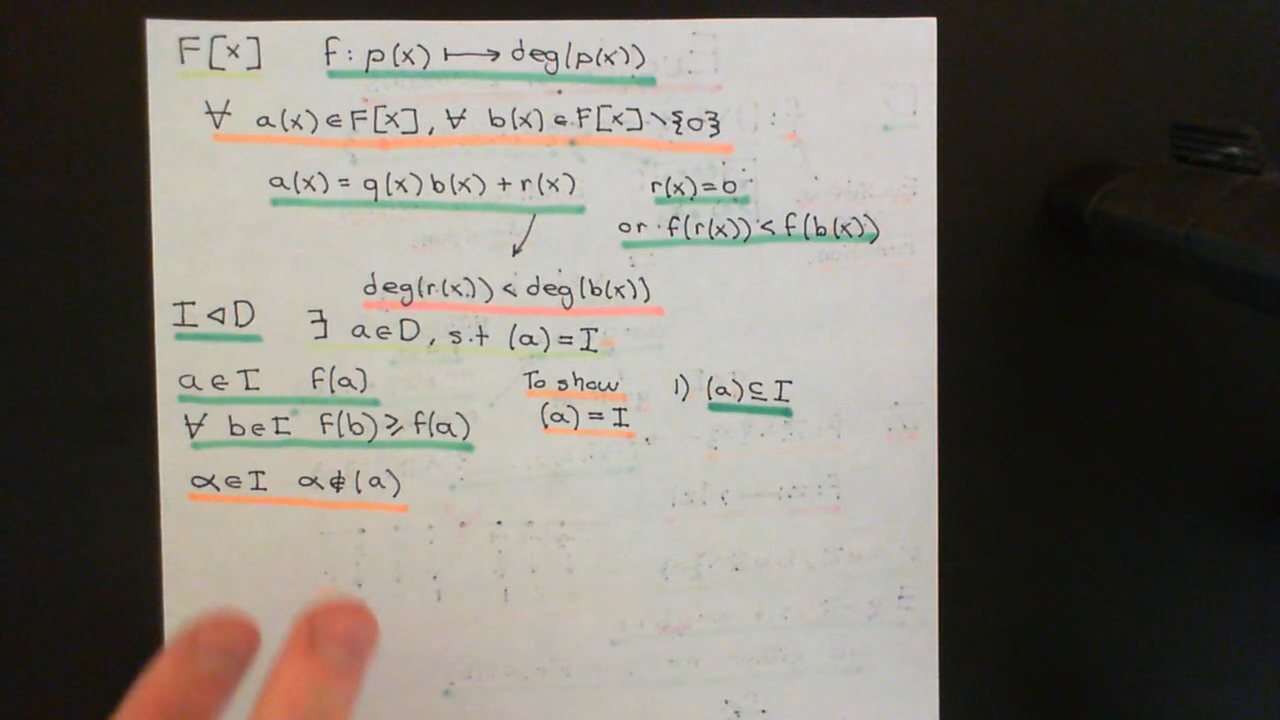 F[x] f: p(x) ⟼ deg(p(x))
∀ a(x)∈F[x], ∀ b(x)∈F[x]∖{0}
a(x) = q(x)b(x) + r(x) r(x)=0
or f(r(x)) < f(b(x))
deg(r(x)) < deg(b(x))
I ⊲ D ∃ a∈D, s.t (a)=I
a∈I f(a) To show 1) (a)⊆I
∀ b∈I f(b)⩾f(a) (a)=I
α∈I α∉(a)